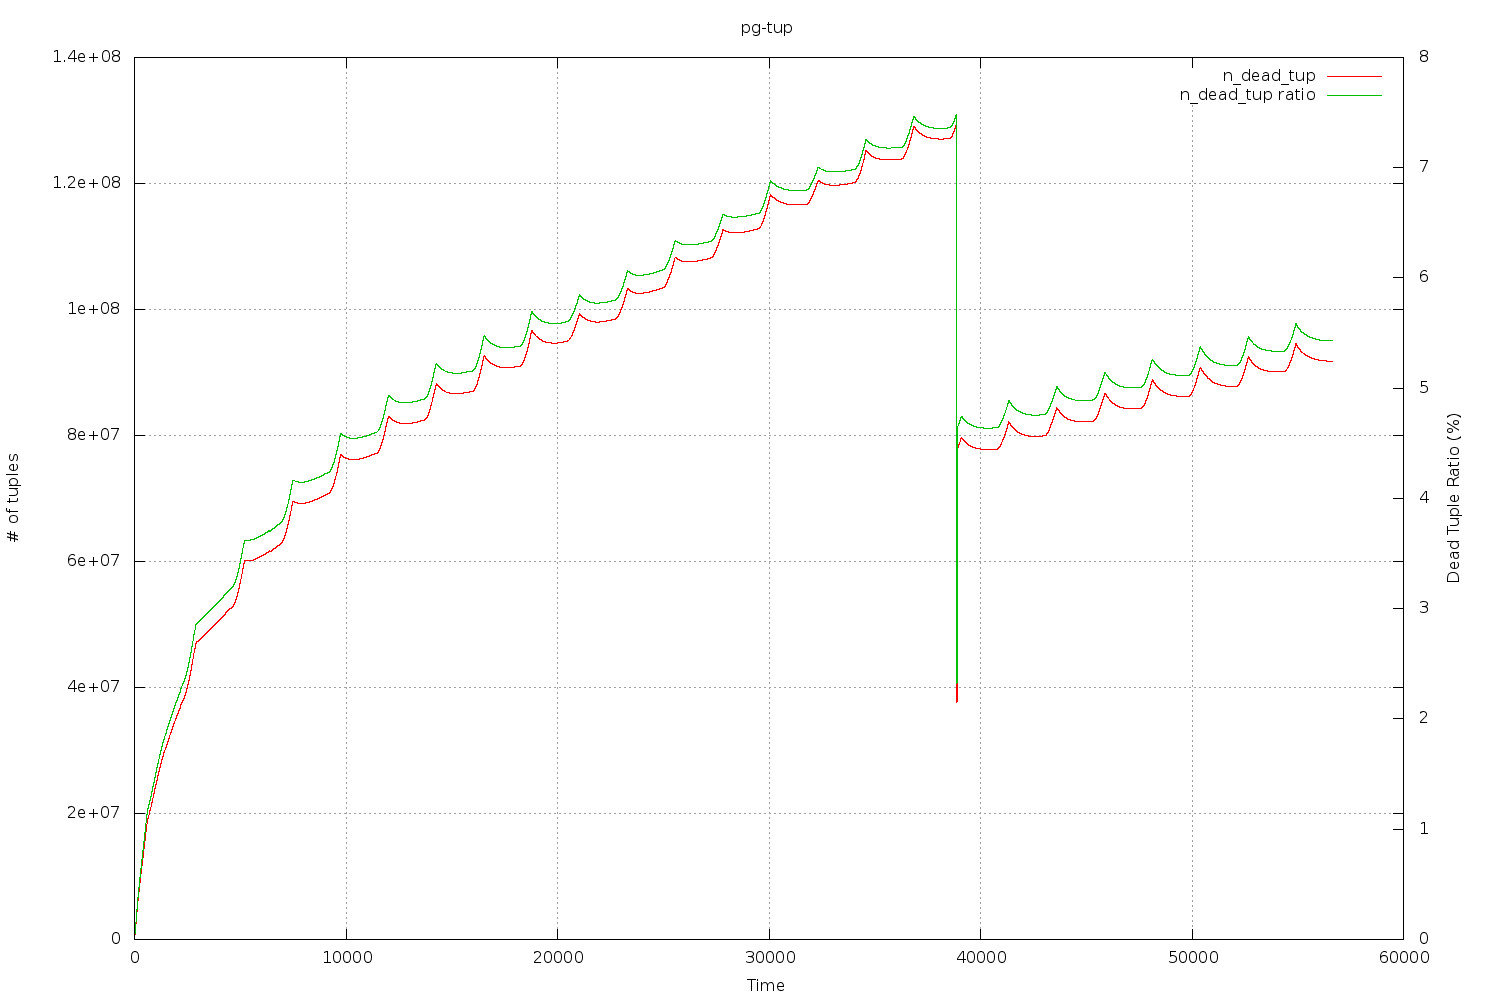 pg-tup
1.4e+08
1.2e+08
1e+08
8e+07
6e+07
4e+07
2e+07
0
# of tuples
n_dead_tup
n_dead_tup ratio
8
7
6
5
4
3
2
1
0
Dead Tuple Ratio (%)
0
10000
20000
30000
40000
50000
60000
Time